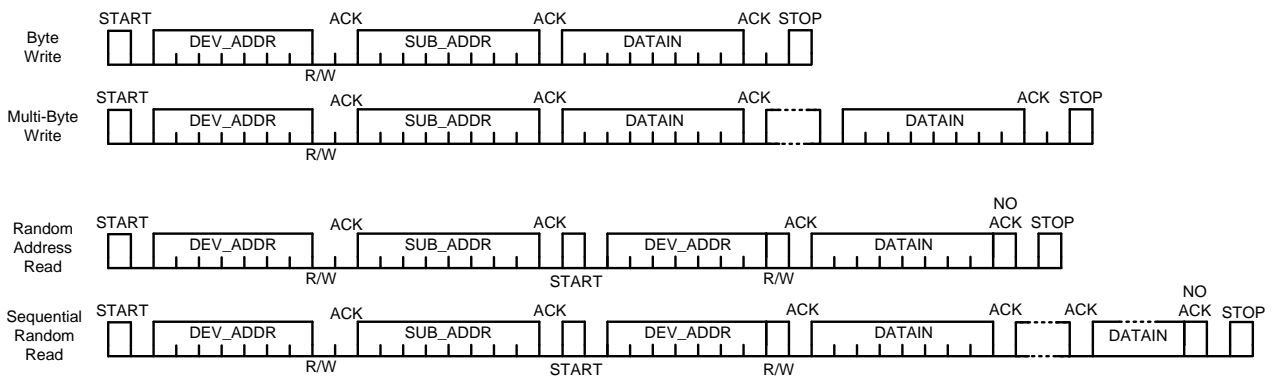 START ACK ACK ACK STOP
Byte
Write
DEV_ADDR SUB_ADDR DATAIN
R/W
START ACK ACK ACK ACK STOP
Multi-Byte
Write
DEV_ADDR SUB_ADDR DATAIN DATAIN
R/W
NO
START ACK ACK ACK ACK STOP
Random
Address
Read
DEV_ADDR SUB_ADDR DEV_ADDR DATAIN
R/W START R/W
NO
START ACK ACK ACK ACK ACK ACK STOP
Sequential
Random
Read
DEV_ADDR SUB_ADDR DEV_ADDR DATAIN DATAIN
R/W START R/W